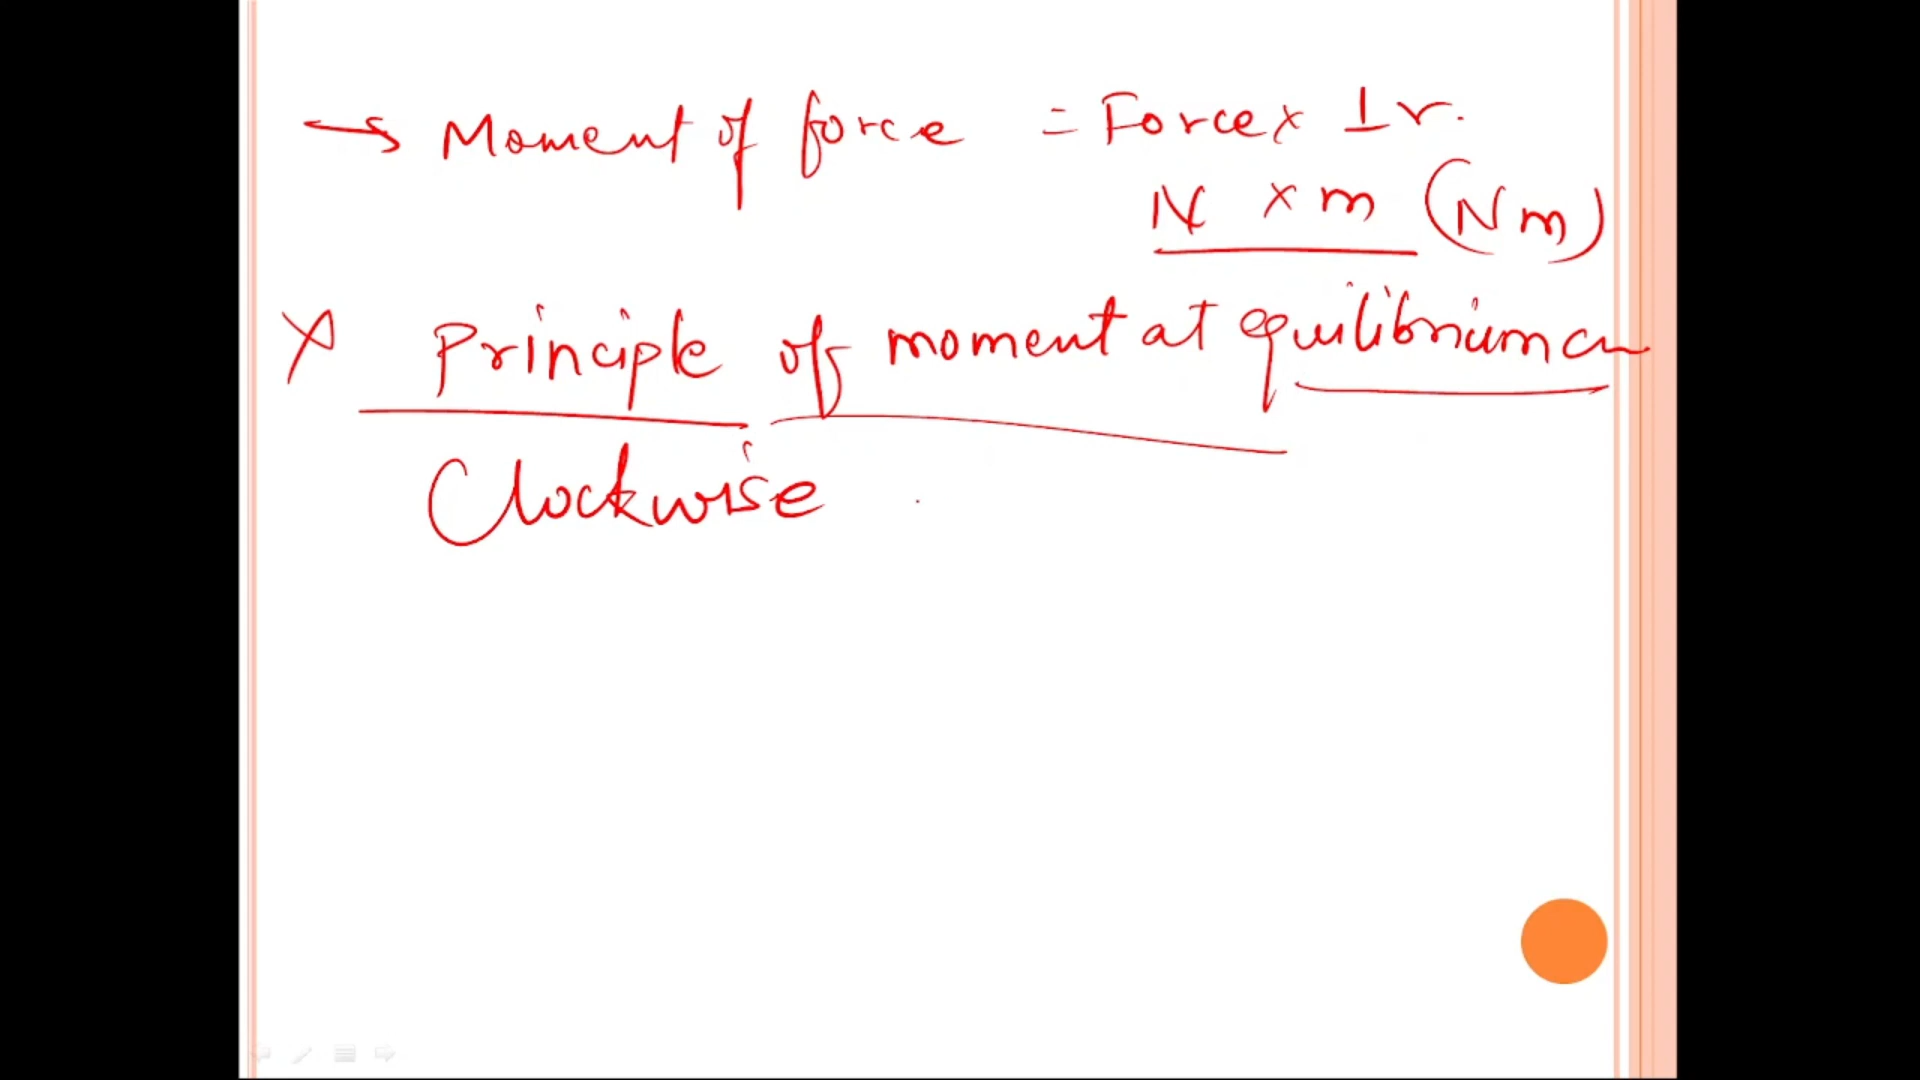 → Moment of force = Force x ⊥ r.
N x m (Nm)
Principle of moment at equilibrium
Clockwise